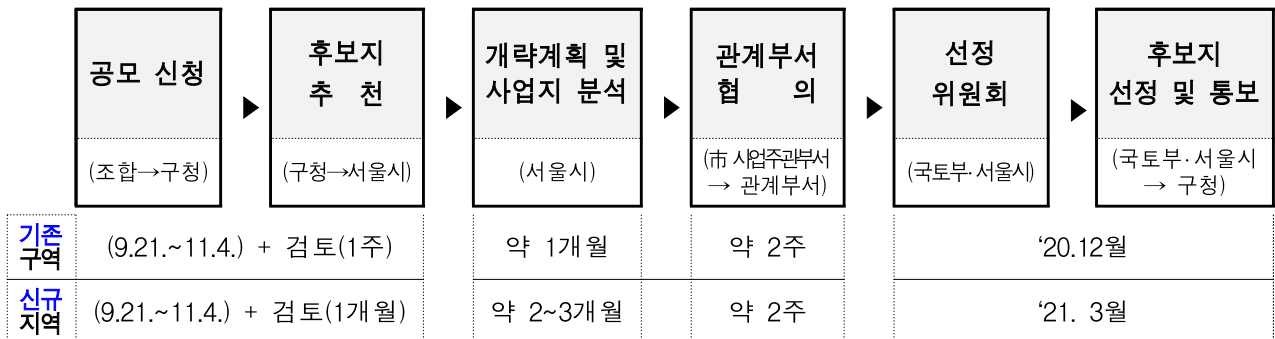 공모 신청
(조합→구청)
▶
후보지
추 천
(구청→서울시)
▶
개략계획 및
사업지 분석
(서울시)
▶
관계부서
협 의
(市 사업주관부서
→ 관계부서)
▶
선정
위원회
(국토부·서울시)
▶
후보지
선정 및 통보
(국토부·서울시
→ 구청)
기존
구역
(9.21.~11.4.) + 검토(1주)
약 1개월
약 2주
‘20.12월
신규
지역
(9.21.~11.4.) + 검토(1개월)
약 2~3개월
약 2주
‘21. 3월